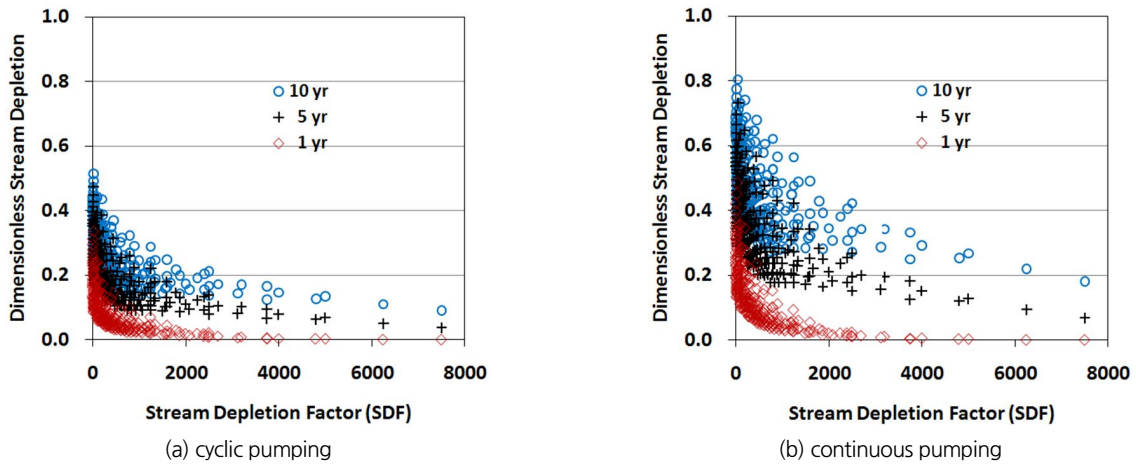 1.0
0.8
0.6
0.4
0.2
0.0
Dimensionless Stream Depletion
10 yr
5 yr
1 yr
0 2000 4000 6000 8000
Stream Depletion Factor (SDF)
(a) cyclic pumping
1.0
0.8
0.6
0.4
0.2
0.0
Dimensionless Stream Depletion
10 yr
5 yr
1 yr
0 2000 4000 6000 8000
Stream Depletion Factor (SDF)
(b) continuous pumping